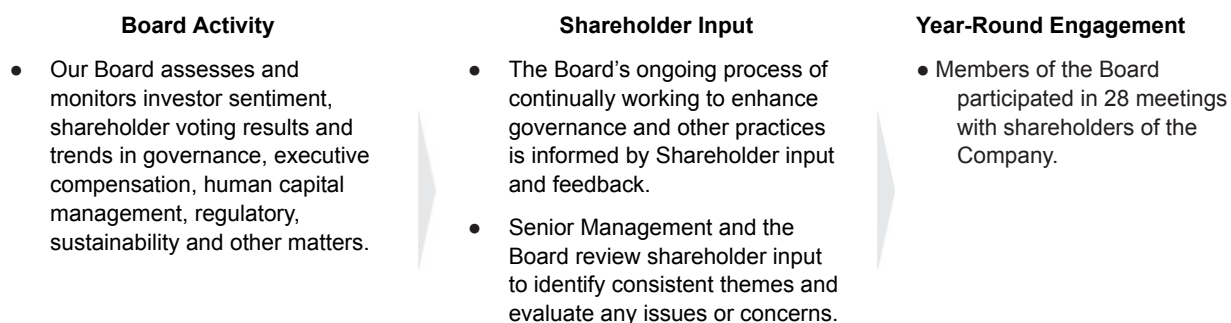 Board Activity
● Our Board assesses and
monitors investor sentiment,
shareholder voting results and
trends in governance, executive
compensation, human capital
management, regulatory,
sustainability and other matters.
Shareholder Input
● The Board’s ongoing process of
continually working to enhance
governance and other practices
is informed by Shareholder input
and feedback.
● Senior Management and the
Board review shareholder input
to identify consistent themes and
evaluate any issues or concerns.
Year-Round Engagement
● Members of the Board
participated in 28 meetings
with shareholders of the
Company.